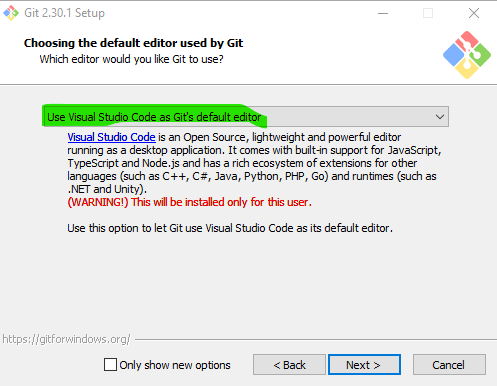 Git 2.30.1 Setup
Choosing the default editor used by Git
Which editor would you like Git to use?
Use Visual Studio Code as Git's default editor
Visual Studio Code is an Open Source, lightweight and powerful editor
running as a desktop application. It comes with built-in support for JavaScript,
TypeScript and Node.js and has a rich ecosystem of extensions for other
languages (such as C++, C#, Java, Python, PHP, Go) and runtimes (such as
.NET and Unity).
(WARNING!) This will be installed only for this user.
Use this option to let Git use Visual Studio Code as its default editor.
https://gitforwindows.org/
Only show new options
< Back
Next >
Cancel